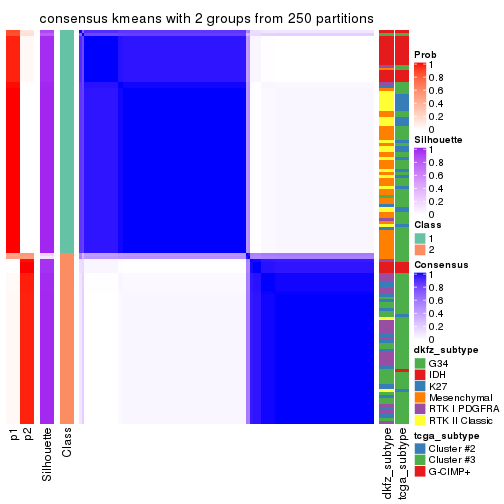 consensus kmeans with 2 groups from 250 partitions
Prob
1
0.8
0.6
0.4
0.2
0
Silhouette
1
0.8
0.6
0.4
0.2
0
Class
1
2
Consensus
1
0.8
0.6
0.4
0.2
0
dkfz_subtype
G34
IDH
K27
Mesenchymal
RTK I PDGFRA
RTK II Classic
tcga_subtype
Cluster #2
Cluster #3
G-CIMP+
p1
p2
Silhouette
Class
dkfz_subtype
tcga_subtype